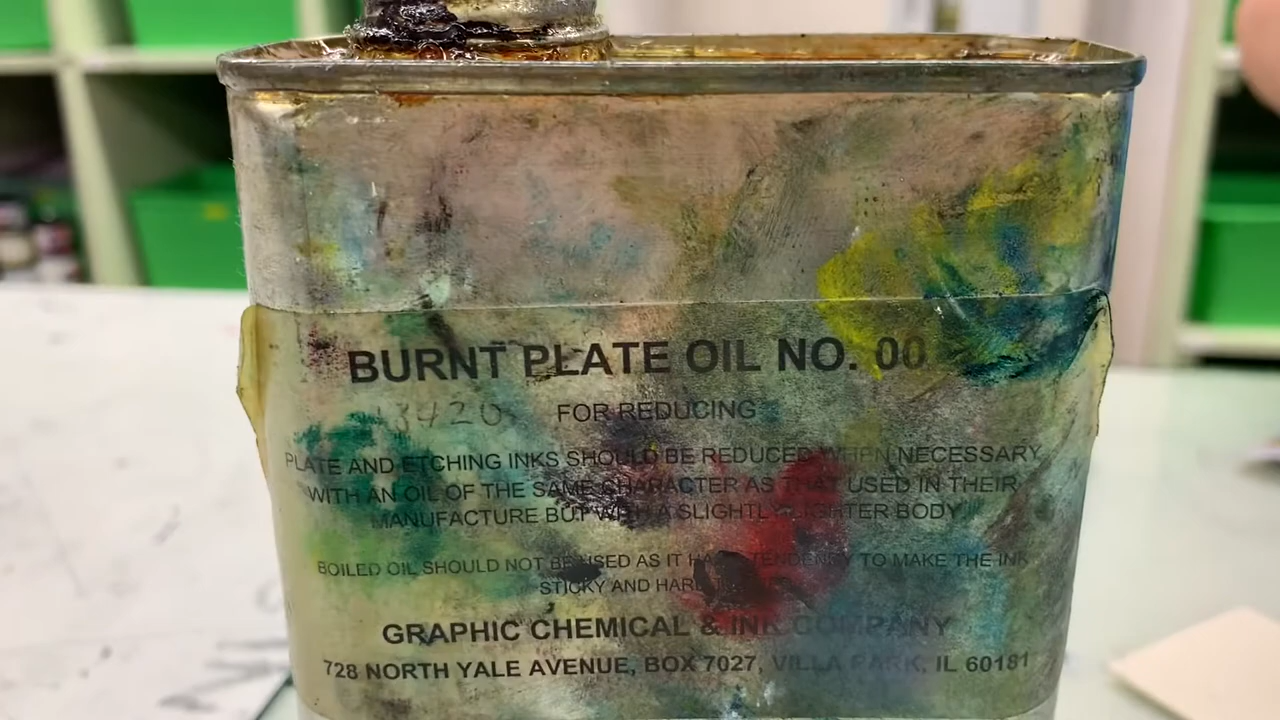 BURNT PLATE OIL NO. 00
13420 FOR REDUCING
PLATE AND ETCHING INKS SHOULD BE REDUCED WHEN NECESSARY
WITH AN OIL OF THE SAME CHARACTER AS THAT USED IN THEIR
MANUFACTURE BUT WITH A SLIGHTLY LIGHTER BODY
BOILED OIL SHOULD NOT BE USED AS IT HAS TENDENCY TO MAKE THE INK
STICKY AND HARD
GRAPHIC CHEMICAL & INK COMPANY
728 NORTH YALE AVENUE, BOX 7027, VILLA PARK, IL 60181